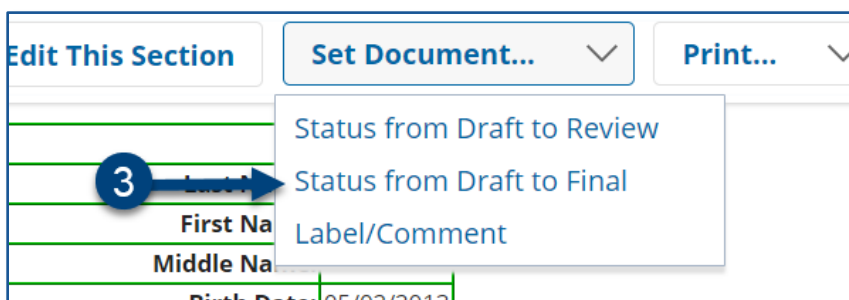 Edit This Section
Set Document...
Print...
Status from Draft to Review
3
Status from Draft to Final
First Na
Label/Comment
Middle Na